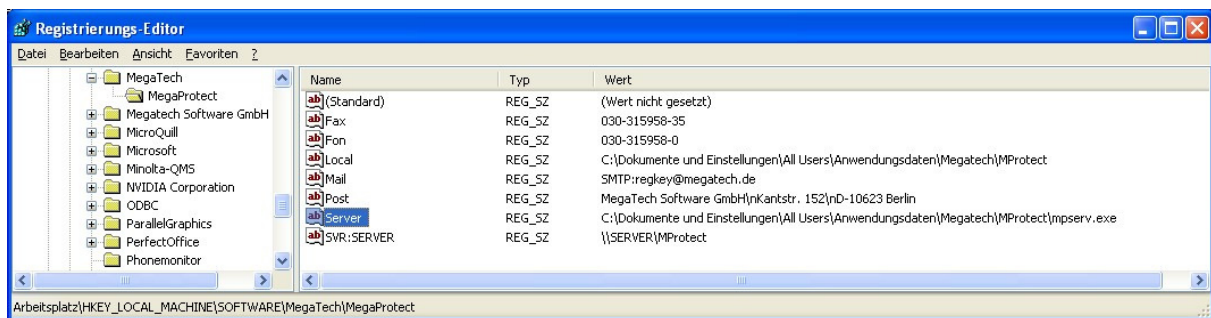 Registrierungs-Editor
Datei Bearbeiten Ansicht Favoriten ?
MegaTech
MegaProtect
Megatech Software GmbH
MicroQuill
Microsoft
Minolta-QMS
NVIDIA Corporation
ODBC
ParallelGraphics
PerfectOffice
Phonemonitor
Name Typ Wert
(Standard) REG_SZ (Wert nicht gesetzt)
Fax REG_SZ 030-315958-35
Fon REG_SZ 030-315958-0
Local REG_SZ C:\Dokumente und Einstellungen\All Users\Anwendungsdaten\Megatech\MProtect
Mail REG_SZ SMTP:regkey@megatech.de
Post REG_SZ MegaTech Software GmbH\nKantstr. 152\nD-10623 Berlin
Server REG_SZ C:\Dokumente und Einstellungen\All Users\Anwendungsdaten\Megatech\MProtect\mpserv.exe
SVR:SERVER REG_SZ \\SERVER\MProtect
Arbeitsplatz\HKEY_LOCAL_MACHINE\SOFTWARE\MegaTech\MegaProtect